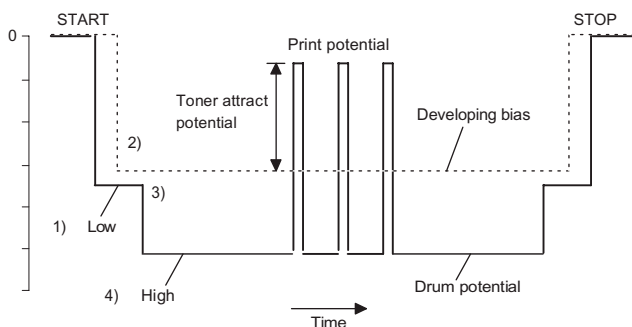 START
STOP
0
Print potential
Toner attract
potential
Developing bias
2)
3)
1)
Low
4)
High
Drum potential
Time